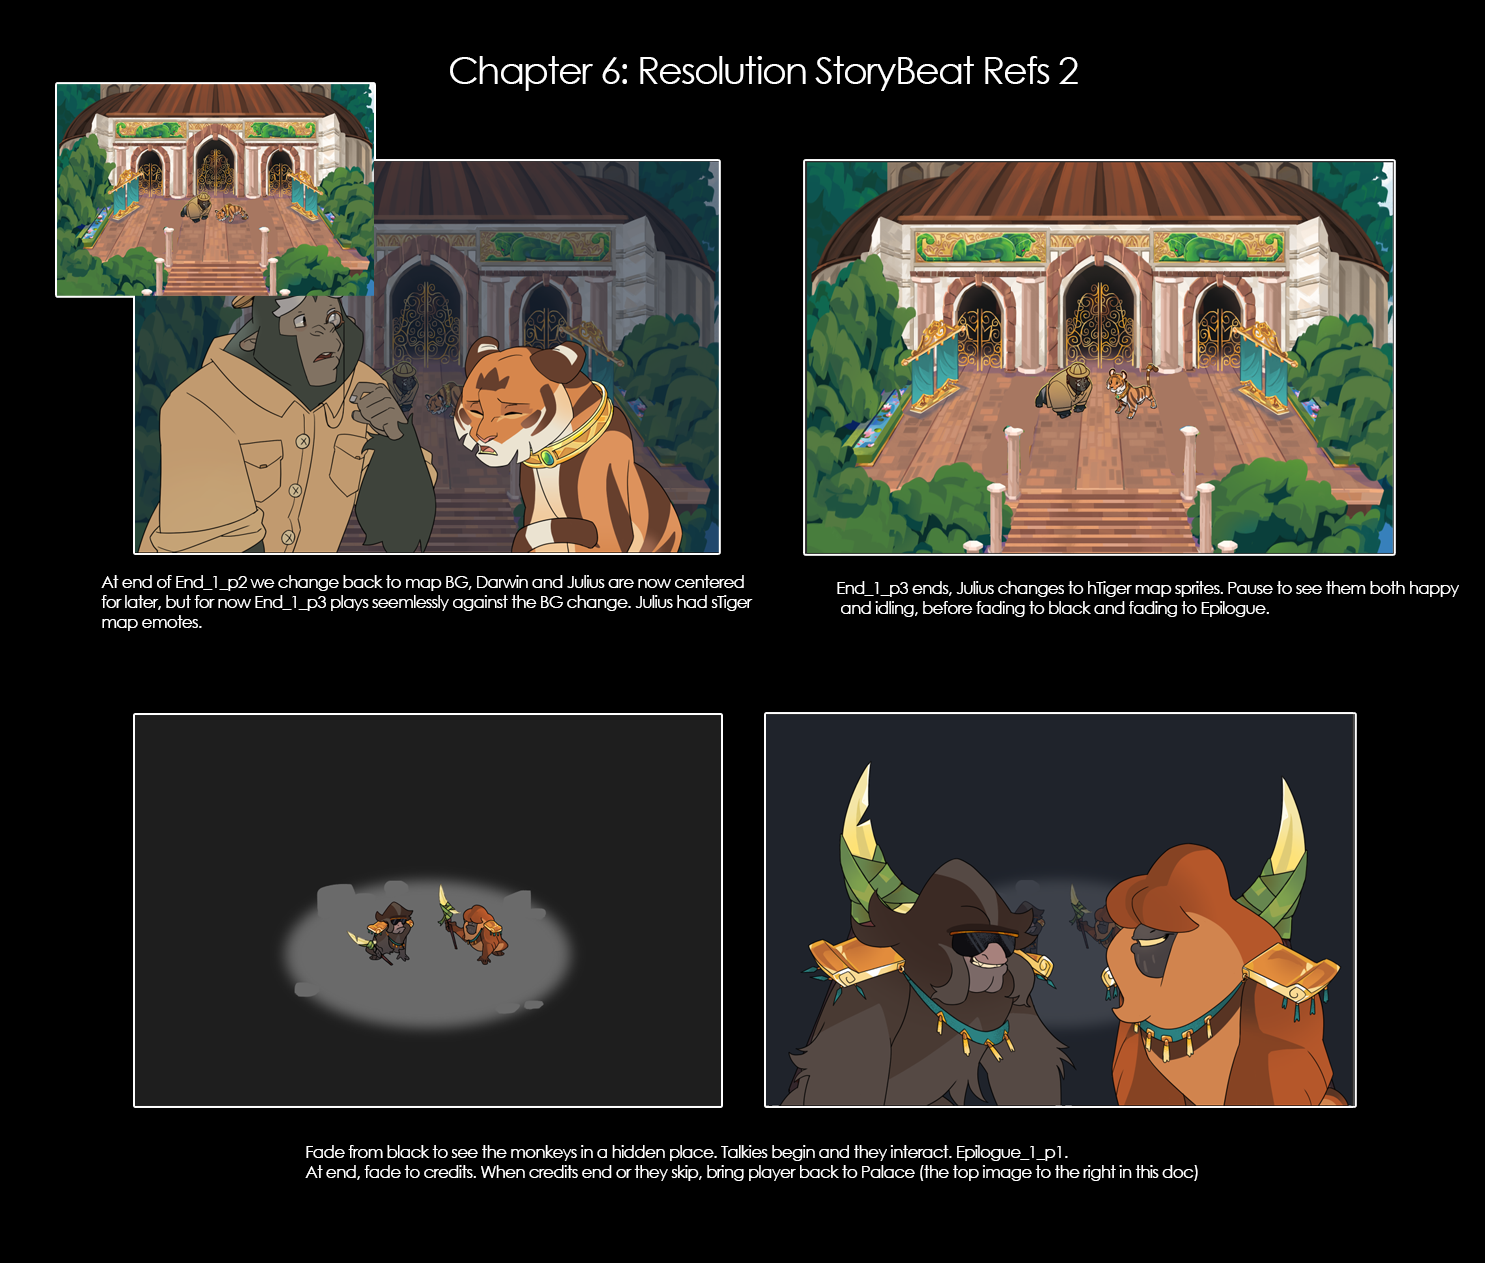 Chapter 6: Resolution StoryBeat Refs 2
At end of End_1_p2 we change back to map BG, Darwin and Julius are now centered
for later, but for now End_1_p3 plays seemlessly against the BG change. Julius had sTiger
map emotes.
End_1_p3 ends, Julius changes to hTiger map sprites. Pause to see them both happy
and idling, before fading to black and fading to Epilogue.
Fade from black to see the monkeys in a hidden place. Talkies begin and they interact. Epilogue_1_p1.
At end, fade to credits. When credits end or they skip, bring player back to Palace (the top image to the right in this doc)